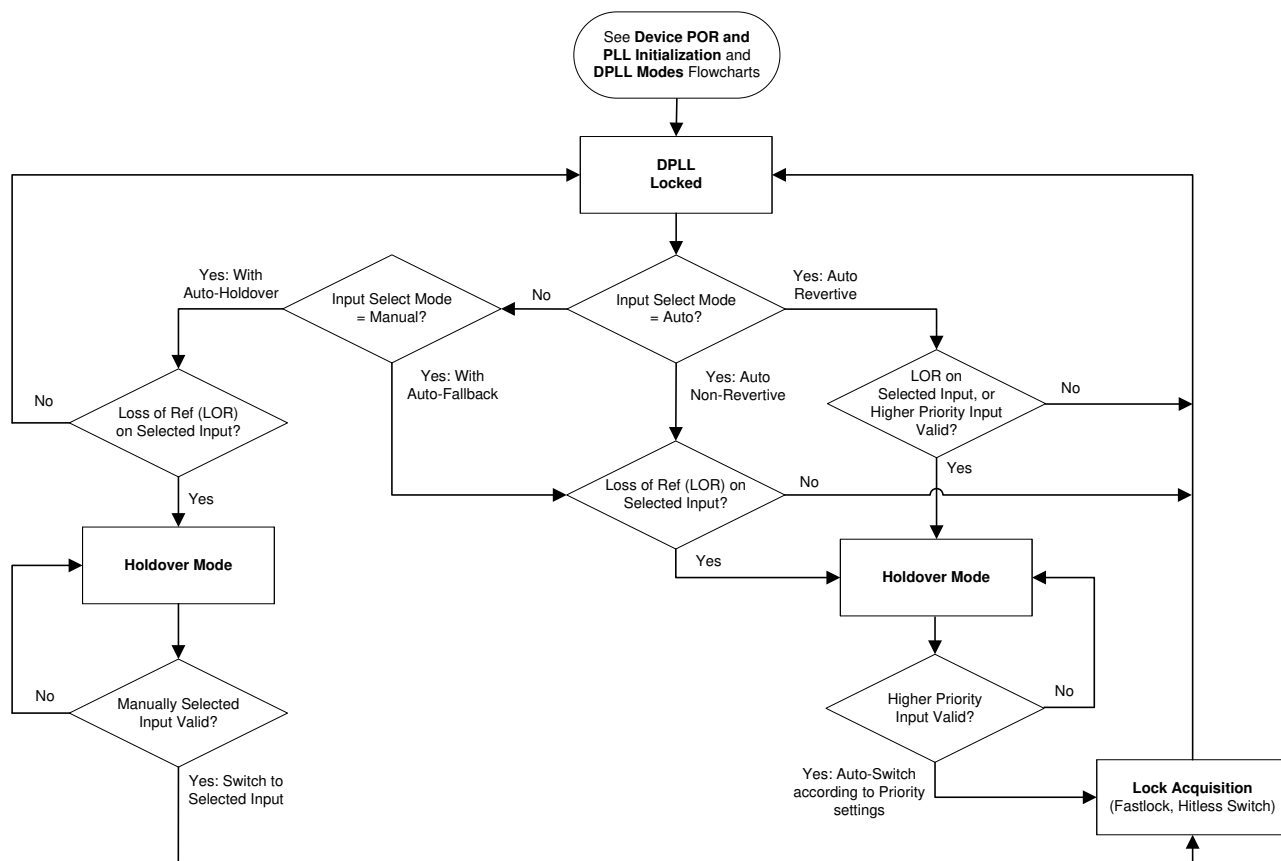 See Device POR and
PLL Initialization and
DPLL Modes Flowcharts
DPLL
Locked
Yes: With
Auto-Holdover
Input Select Mode
= Manual?
No
Input Select Mode
= Auto?
Yes: Auto
Revertive
No
Loss of Ref (LOR)
on Selected Input?
Yes: With
Auto-Fallback
Yes: Auto
Non-Revertive
LOR on
Selected Input, or
Higher Priority Input
Valid?
No
Yes
Loss of Ref (LOR) on
Selected Input?
No
Yes
Holdover Mode
Yes
Holdover Mode
No
Manually Selected
Input Valid?
Higher Priority
Input Valid?
No
Yes: Switch to
Selected Input
Yes: Auto-Switch
according to Priority
settings
Lock Acquisition
(Fastlock, Hitless Switch)